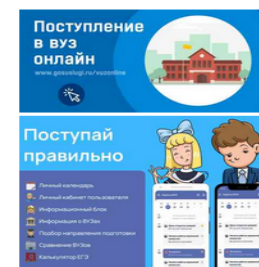 Поступление
в вуз
онлайн
www.gosuslugi.ru/vuzonline
Поступай
правильно
Личный календарь
Личный кабинет пользователя
Информационный блок
Информация о ВУЗах
Подбор направления подготовки
Сравнение ВУЗов
Калькулятор ЕГЭ